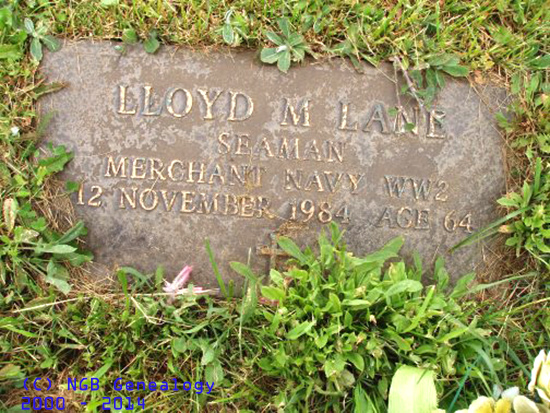 LLOYD M LANE
SEAMAN
MERCHANT NAVY WW2
12 NOVEMBER 1984 AGE 64
(C) NGB Genealogy
2000 - 2014